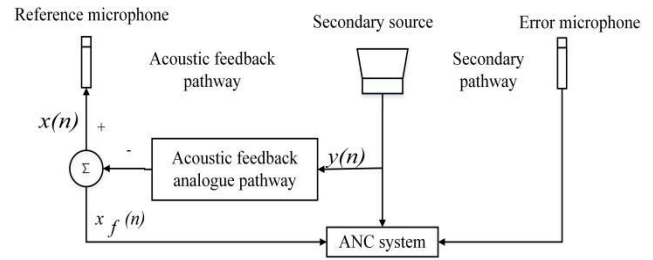 Reference microphone
Secondary source
Error microphone
Acoustic feedback
pathway
Secondary
pathway
x(n)
+
-
Σ
Acoustic feedback
analogue pathway
y(n)
x f (n)
ANC system